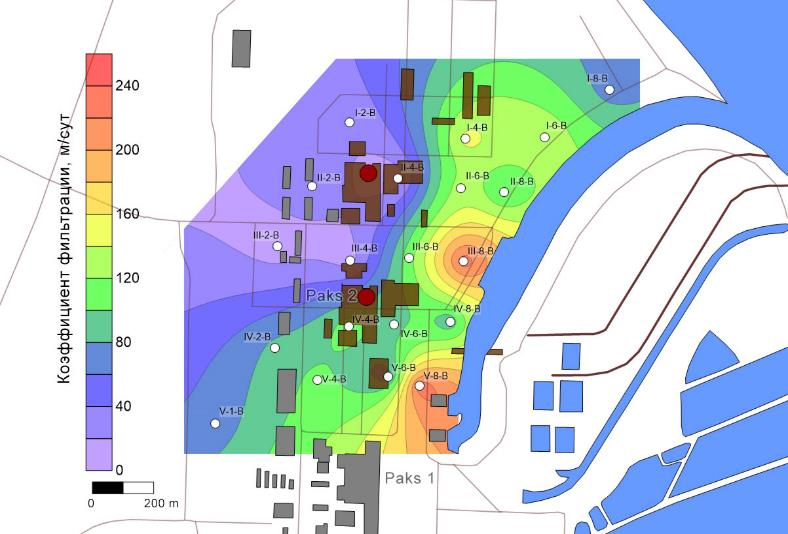 Коэффициент фильтрации, м/сут
240
200
160
120
80
40
0
0
200 m
I-2-B
I-4-B
I-6-B
I-8-B
II-2-B
II-4-B
II-6-B
II-8-B
III-2-B
III-4-B
III-6-B
III-8-B
Paks 2
IV-2-B
IV-4-B
IV-6-B
IV-8-B
V-1-B
V-4-B
V-6-B
V-8-B
Paks 1